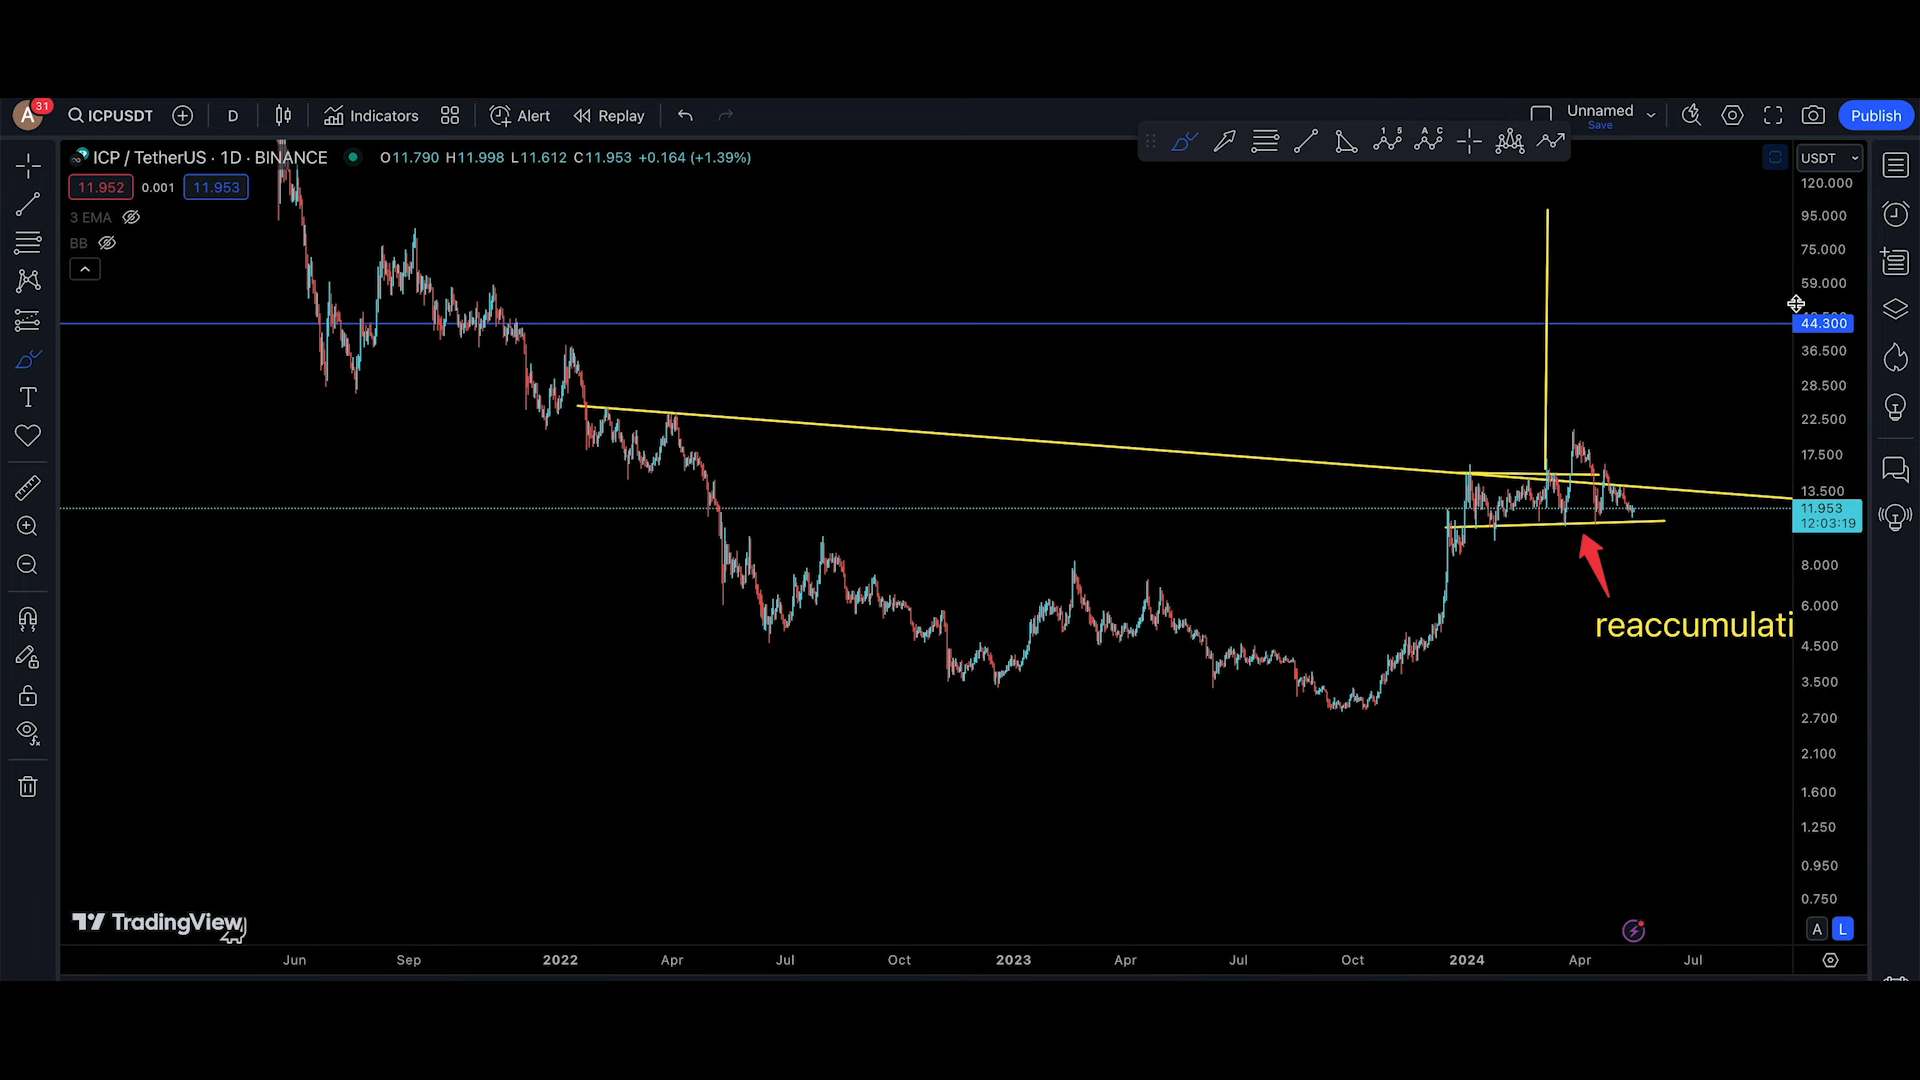 A 31 ICPUSDT D Indicators Alert Replay Unnamed Save Publish
ICP / TetherUS · 1D · BINANCE O11.790 H11.998 L11.612 C11.953 +0.164 (+1.39%) USDT
11.952 0.001 11.953
3 EMA
BB
120.000
95.000
75.000
59.000
44.300
36.500
28.500
22.500
17.500
13.500
11.953
12:03:19
8.000
6.000
reaccumulati
4.500
3.500
2.700
2.100
1.600
1.250
0.950
0.750
TradingView
A L
Jun Sep 2022 Apr Jul Oct 2023 Apr Jul Oct 2024 Apr Jul